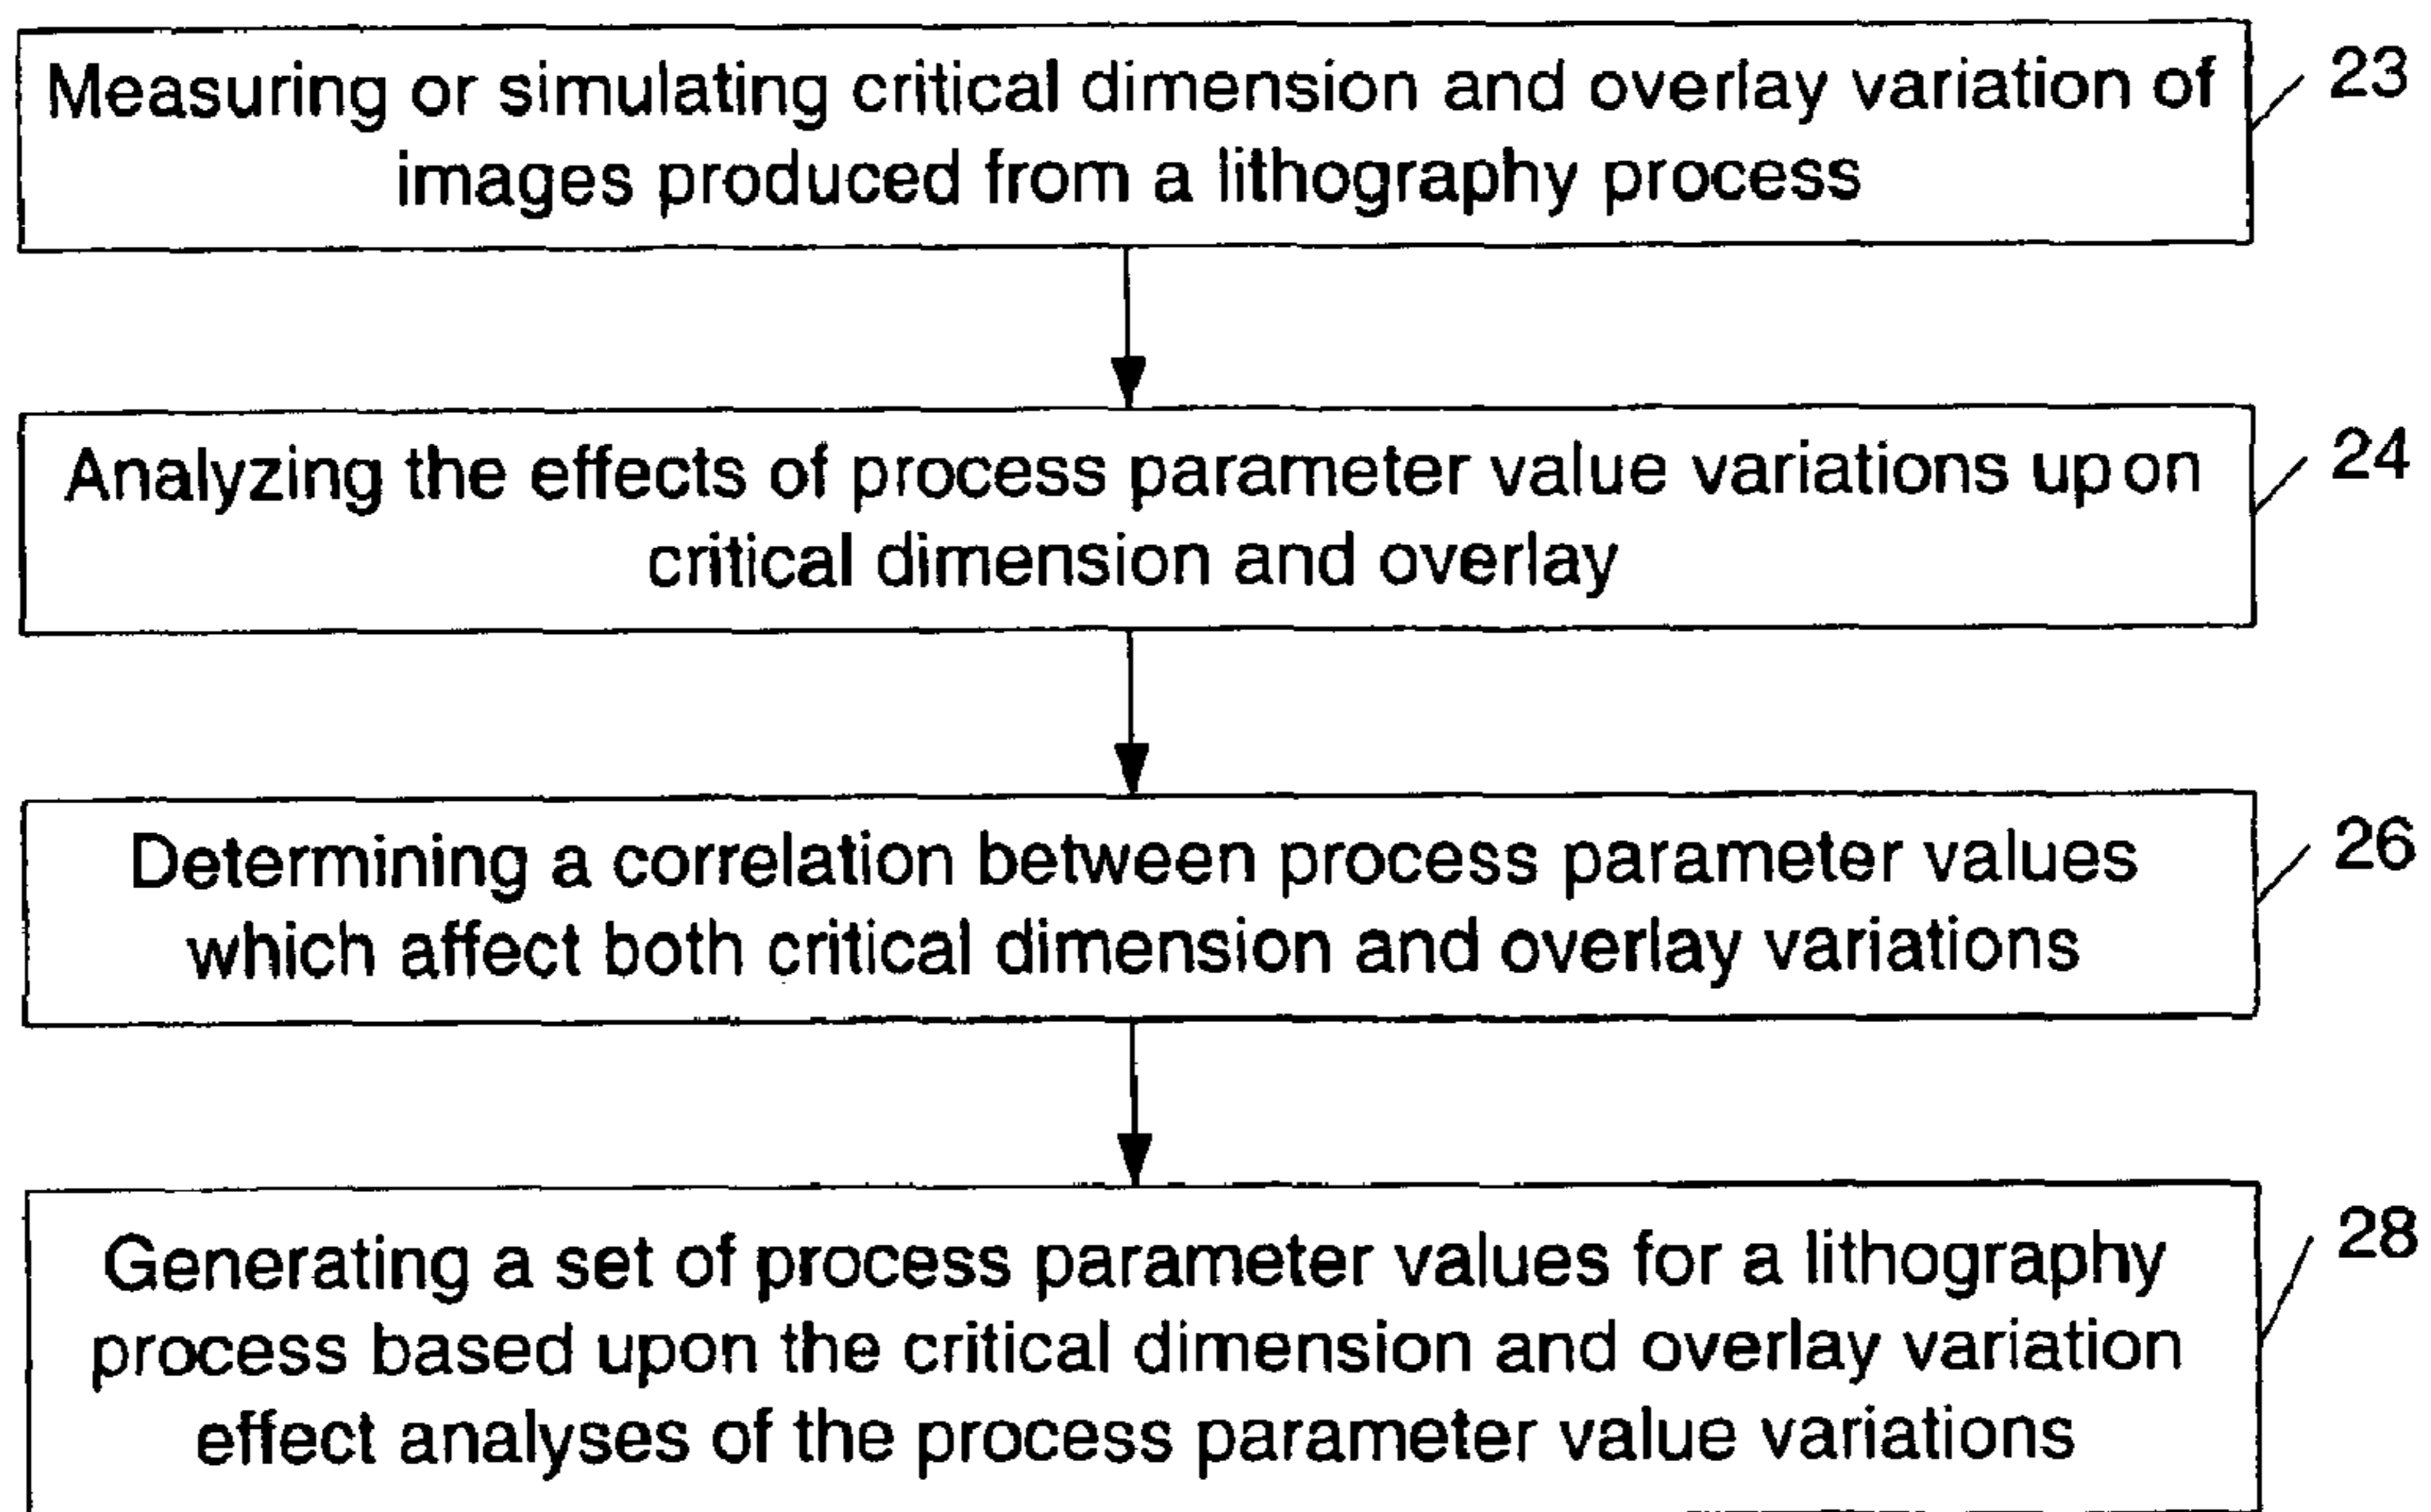 Measuring or simulating critical dimension and overlay variation of
images produced from a lithography process
23
Analyzing the effects of process parameter value variations upon
critical dimension and overlay
24
Determining a correlation between process parameter values
which affect both critical dimension and overlay variations
26
Generating a set of process parameter values for a lithography
process based upon the critical dimension and overlay variation
effect analyses of the process parameter value variations
28